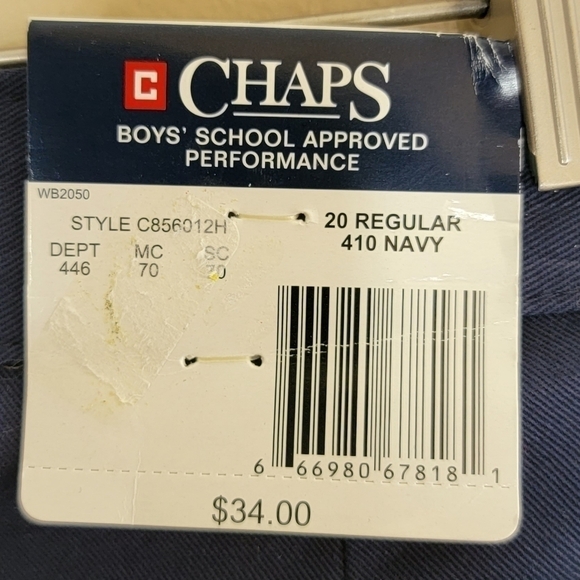 C CHAPS
BOYS' SCHOOL APPROVED
PERFORMANCE
WB2050
STYLE C856012H
20 REGULAR
410 NAVY
DEPT MC SC
446 70 70
6 66980 67818 1
$34.00